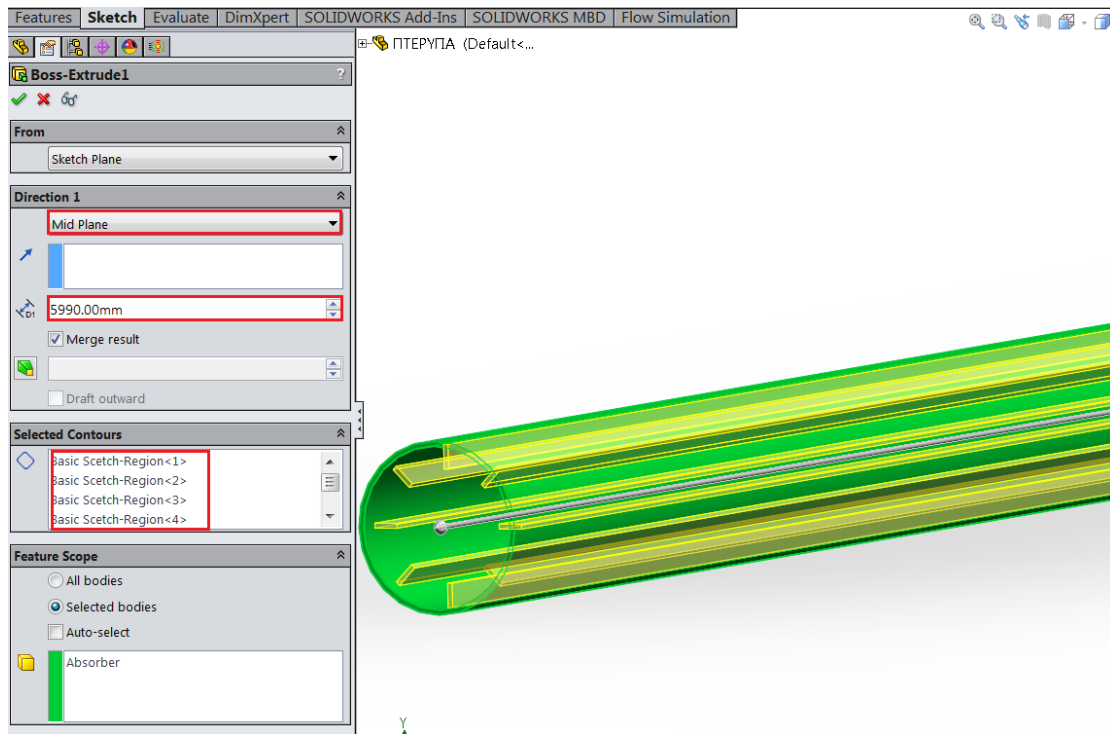 Features Sketch Evaluate DimXpert SOLIDWORKS Add-Ins SOLIDWORKS MBD Flow Simulation
ΠΤΕΡΥΓΙΑ (Default<...
Boss-Extrude1 ?
From
Sketch Plane
Direction 1
Mid Plane
D1 5990.00mm
Merge result
Draft outward
Selected Contours
Basic Scetch-Region<1>
Basic Scetch-Region<2>
Basic Scetch-Region<3>
Basic Scetch-Region<4>
Feature Scope
All bodies
Selected bodies
Auto-select
Absorber
Y